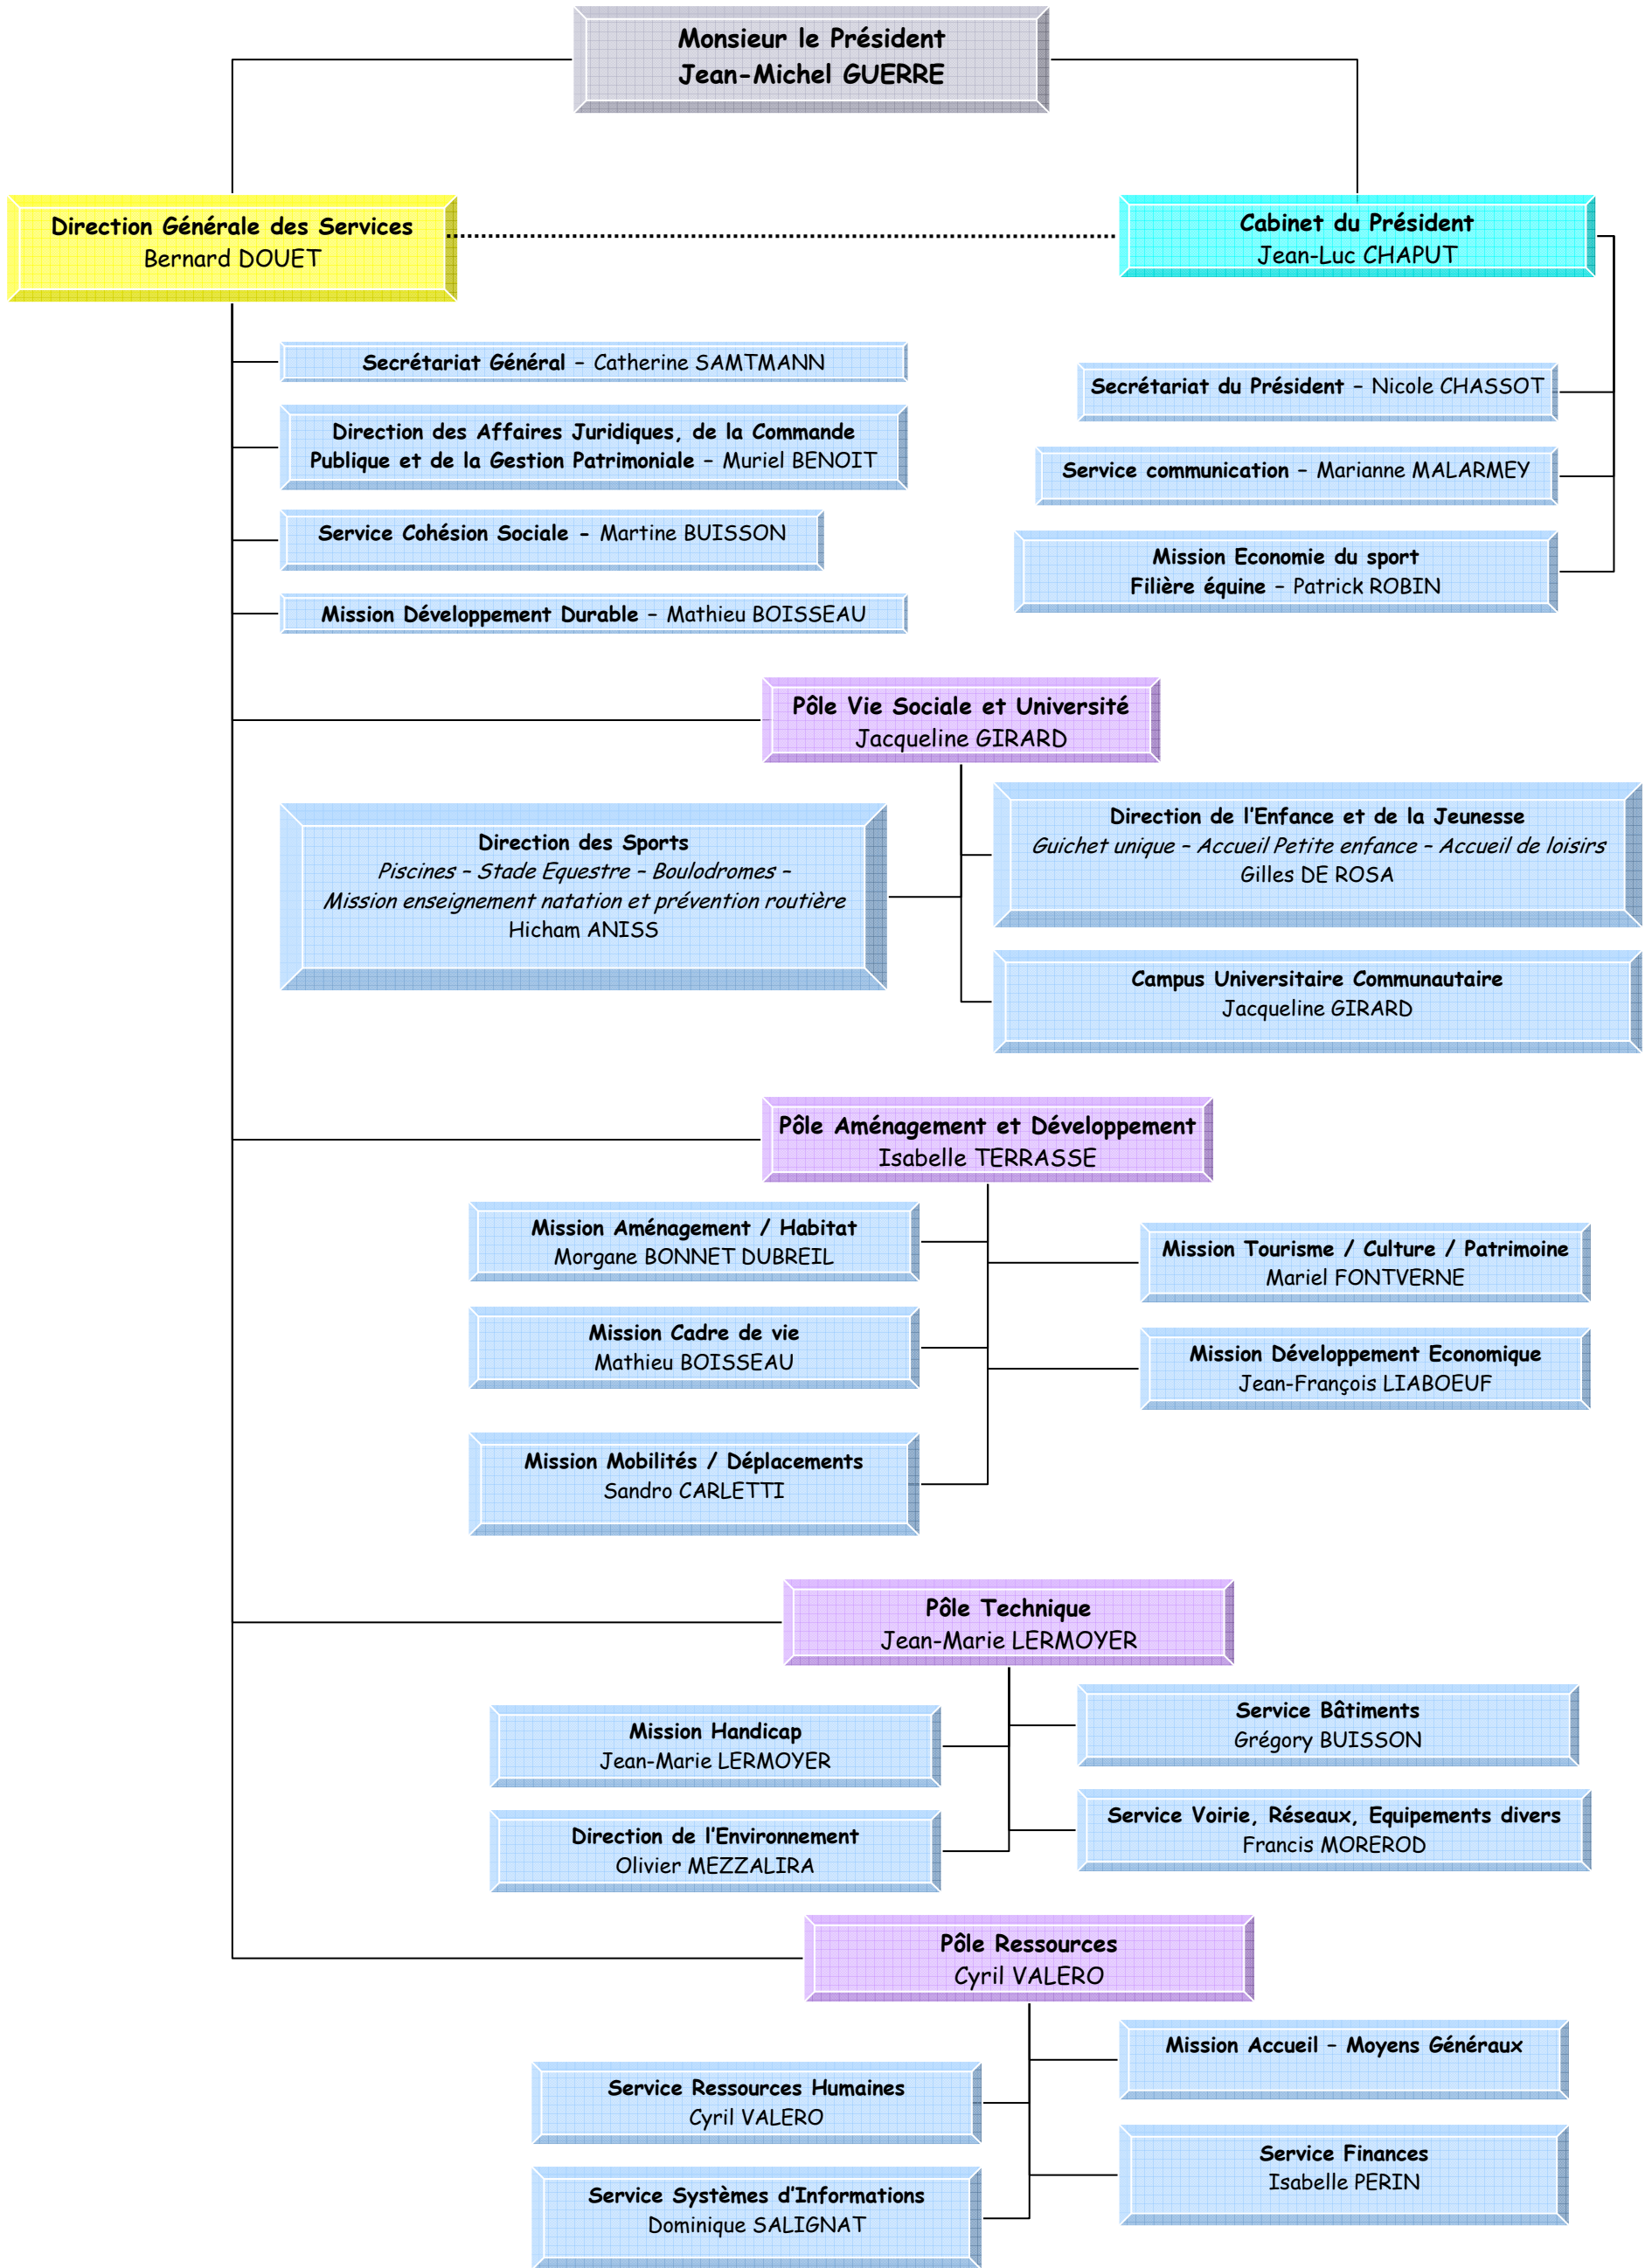 Monsieur le Président
Jean-Michel GUERRE
Direction Générale des Services
Bernard DOUET
Cabinet du Président
Jean-Luc CHAPUT
Secrétariat Général – Catherine SAMTMANN
Direction des Affaires Juridiques, de la Commande
Publique et de la Gestion Patrimoniale – Muriel BENOIT
Service Cohésion Sociale - Martine BUISSON
Mission Développement Durable – Mathieu BOISSEAU
Secrétariat du Président – Nicole CHASSOT
Service communication – Marianne MALARMEY
Mission Economie du sport
Filière équine – Patrick ROBIN
Pôle Vie Sociale et Université
Jacqueline GIRARD
Direction des Sports
Piscines – Stade Equestre – Boulodromes –
Mission enseignement natation et prévention routière
Hicham ANISS
Direction de l'Enfance et de la Jeunesse
Guichet unique – Accueil Petite enfance – Accueil de loisirs
Gilles DE ROSA
Campus Universitaire Communautaire
Jacqueline GIRARD
Pôle Aménagement et Développement
Isabelle TERRASSE
Mission Aménagement / Habitat
Morgane BONNET DUBREIL
Mission Tourisme / Culture / Patrimoine
Mariel FONTVERNE
Mission Cadre de vie
Mathieu BOISSEAU
Mission Développement Economique
Jean-François LIABOEUF
Mission Mobilités / Déplacements
Sandro CARLETTI
Pôle Technique
Jean-Marie LERMOYER
Mission Handicap
Jean-Marie LERMOYER
Service Bâtiments
Grégory BUISSON
Direction de l'Environnement
Olivier MEZZALIRA
Service Voirie, Réseaux, Equipements divers
Francis MOREROD
Pôle Ressources
Cyril VALERO
Mission Accueil – Moyens Généraux
Service Ressources Humaines
Cyril VALERO
Service Finances
Isabelle PERIN
Service Systèmes d'Informations
Dominique SALIGNAT